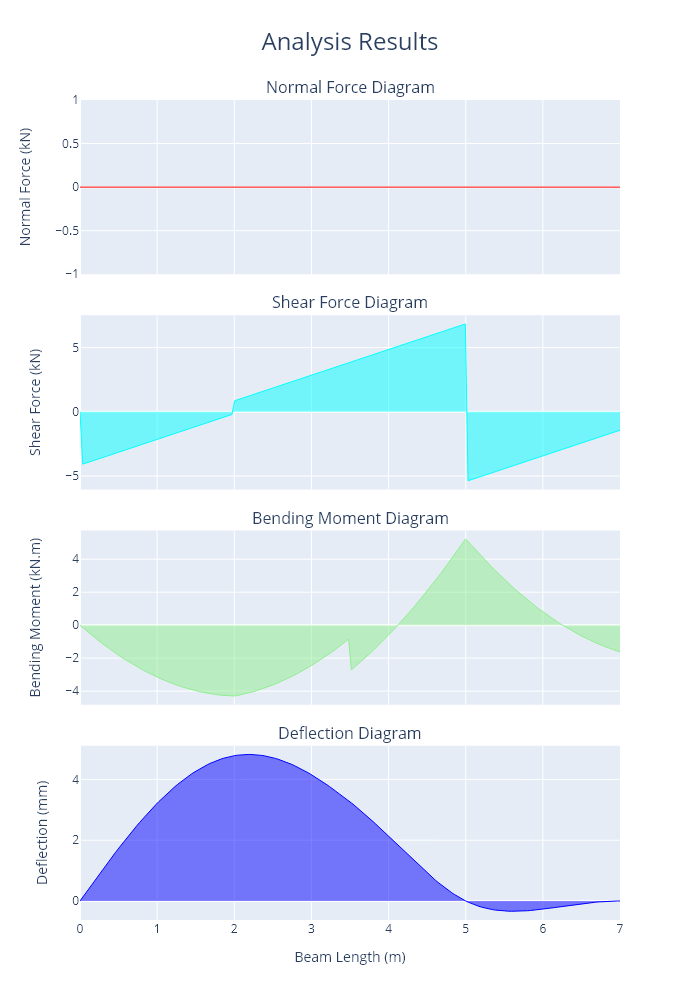 Analysis Results
Normal Force Diagram
Normal Force (kN)
1
0.5
0
−0.5
−1
Shear Force Diagram
Shear Force (kN)
5
0
−5
Bending Moment Diagram
Bending Moment (kN.m)
4
2
0
−2
−4
Deflection Diagram
Deflection (mm)
4
2
0
0 1 2 3 4 5 6 7
Beam Length (m)